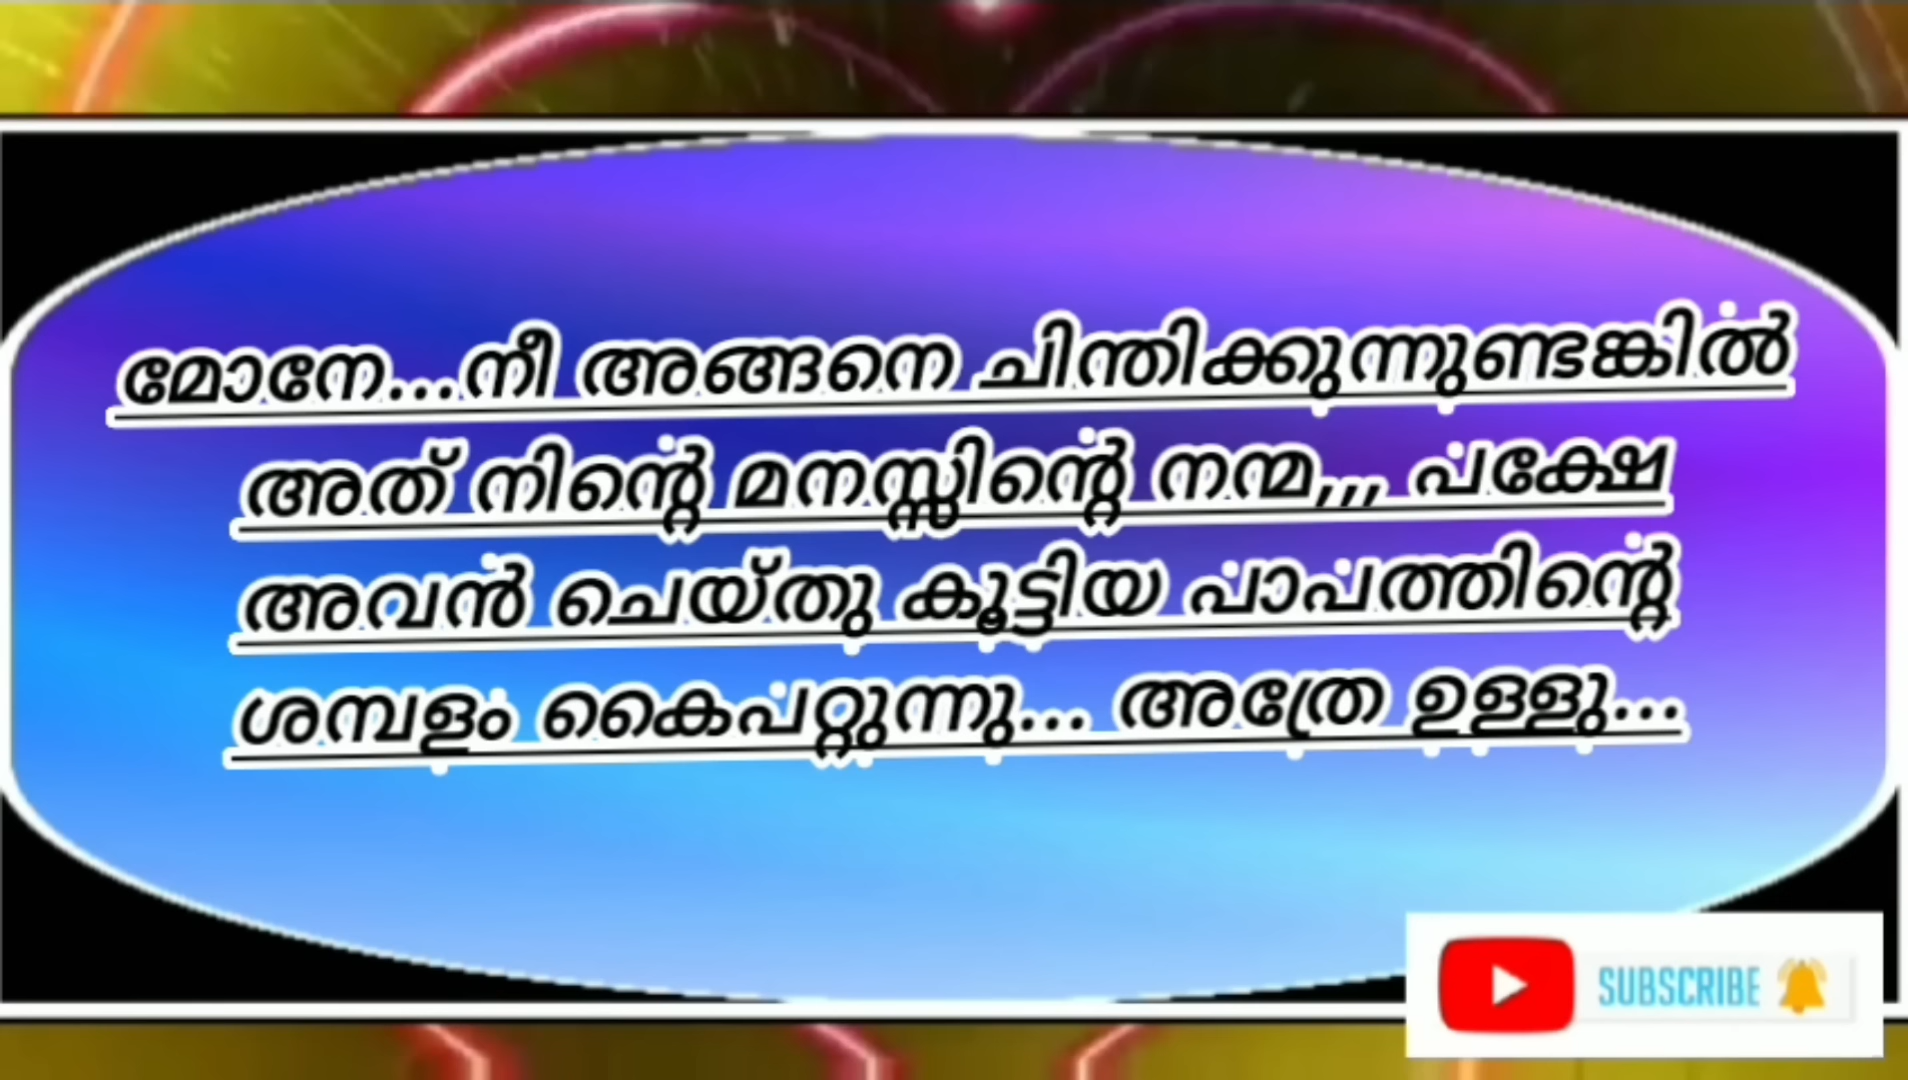 മോനേ...നീ അങ്ങനെ ചിന്തിക്കുന്നുണ്ടങ്കിൽ
അത് നിന്റെ മനസ്സിന്റെ നന്മ,,, പക്ഷേ
അവൻ ചെയ്തു കൂട്ടിയ പാപത്തിന്റെ
ശമ്പളം കൈപറ്റുന്നു... അത്രേ ഉള്ളു...
SUBSCRIBE